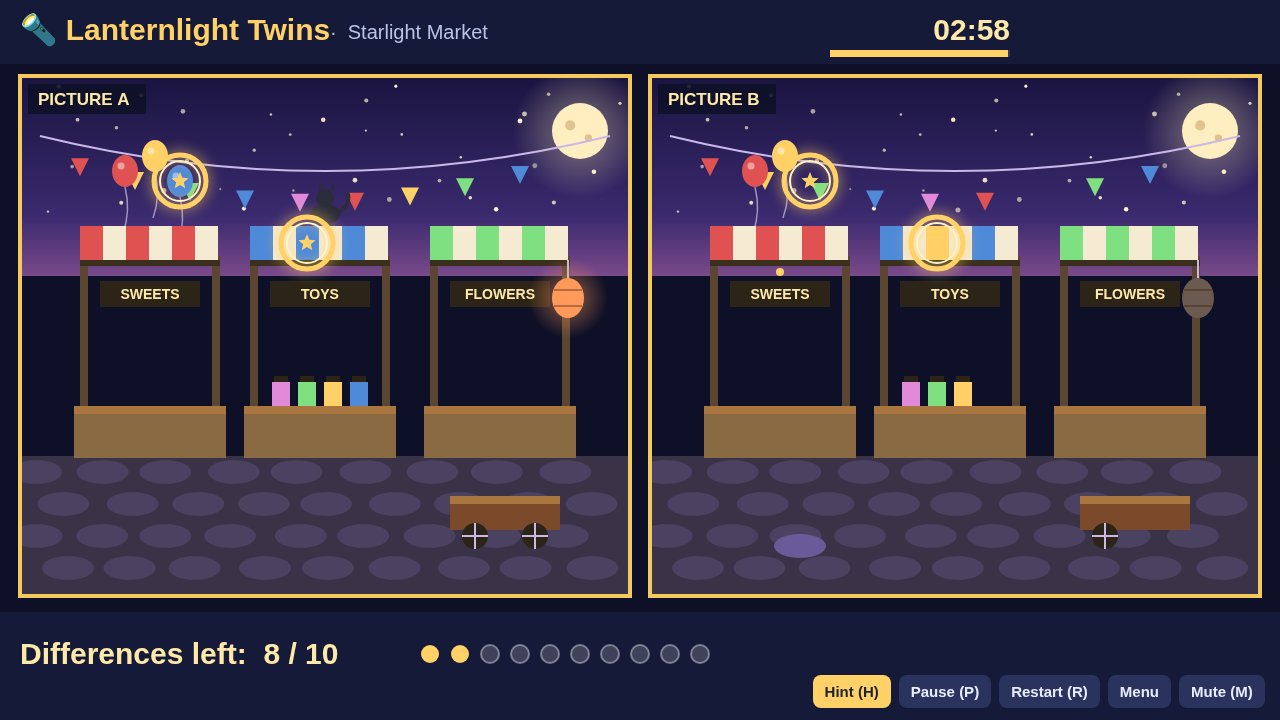 Lanternlight Twins · Starlight Market
02:58
PICTURE A
PICTURE B
SWEETS TOYS FLOWERS
SWEETS TOYS FLOWERS
Differences left: 8 / 10
Hint (H) Pause (P) Restart (R) Menu Mute (M)